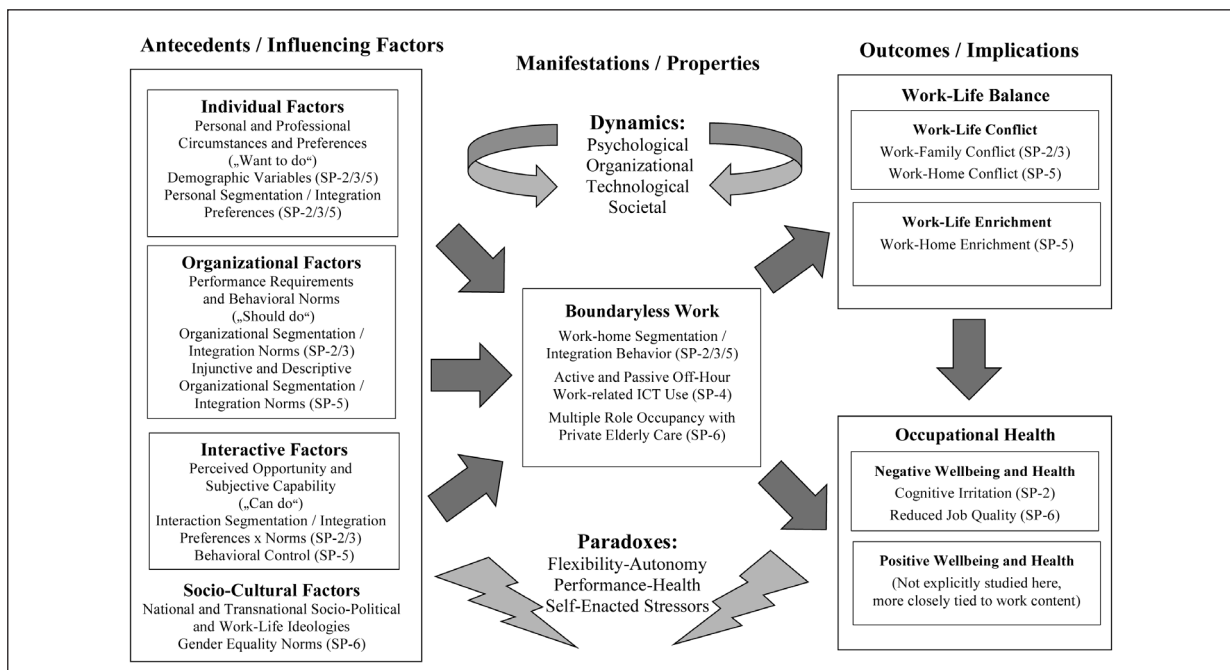 Antecedents / Influencing Factors
Individual Factors
Personal and Professional
Circumstances and Preferences
(„Want to do“)
Demographic Variables (SP-2/3/5)
Personal Segmentation / Integration
Preferences (SP-2/3/5)
Organizational Factors
Performance Requirements
and Behavioral Norms
(„Should do“)
Organizational Segmentation /
Integration Norms (SP-2/3)
Injunctive and Descriptive
Organizational Segmentation /
Integration Norms (SP-5)
Interactive Factors
Perceived Opportunity and
Subjective Capability
(„Can do“)
Interaction Segmentation / Integration
Preferences x Norms (SP-2/3)
Behavioral Control (SP-5)
Socio-Cultural Factors
National and Transnational Socio-Political
and Work-Life Ideologies
Gender Equality Norms (SP-6)
Manifestations / Properties
Dynamics:
Psychological
Organizational
Technological
Societal
Boundaryless Work
Work-home Segmentation /
Integration Behavior (SP-2/3/5)
Active and Passive Off-Hour
Work-related ICT Use (SP-4)
Multiple Role Occupancy with
Private Elderly Care (SP-6)
Paradoxes:
Flexibility-Autonomy
Performance-Health
Self-Enacted Stressors
Outcomes / Implications
Work-Life Balance
Work-Life Conflict
Work-Family Conflict (SP-2/3)
Work-Home Conflict (SP-5)
Work-Life Enrichment
Work-Home Enrichment (SP-5)
Occupational Health
Negative Wellbeing and Health
Cognitive Irritation (SP-2)
Reduced Job Quality (SP-6)
Positive Wellbeing and Health
(Not explicitly studied here,
more closely tied to work content)